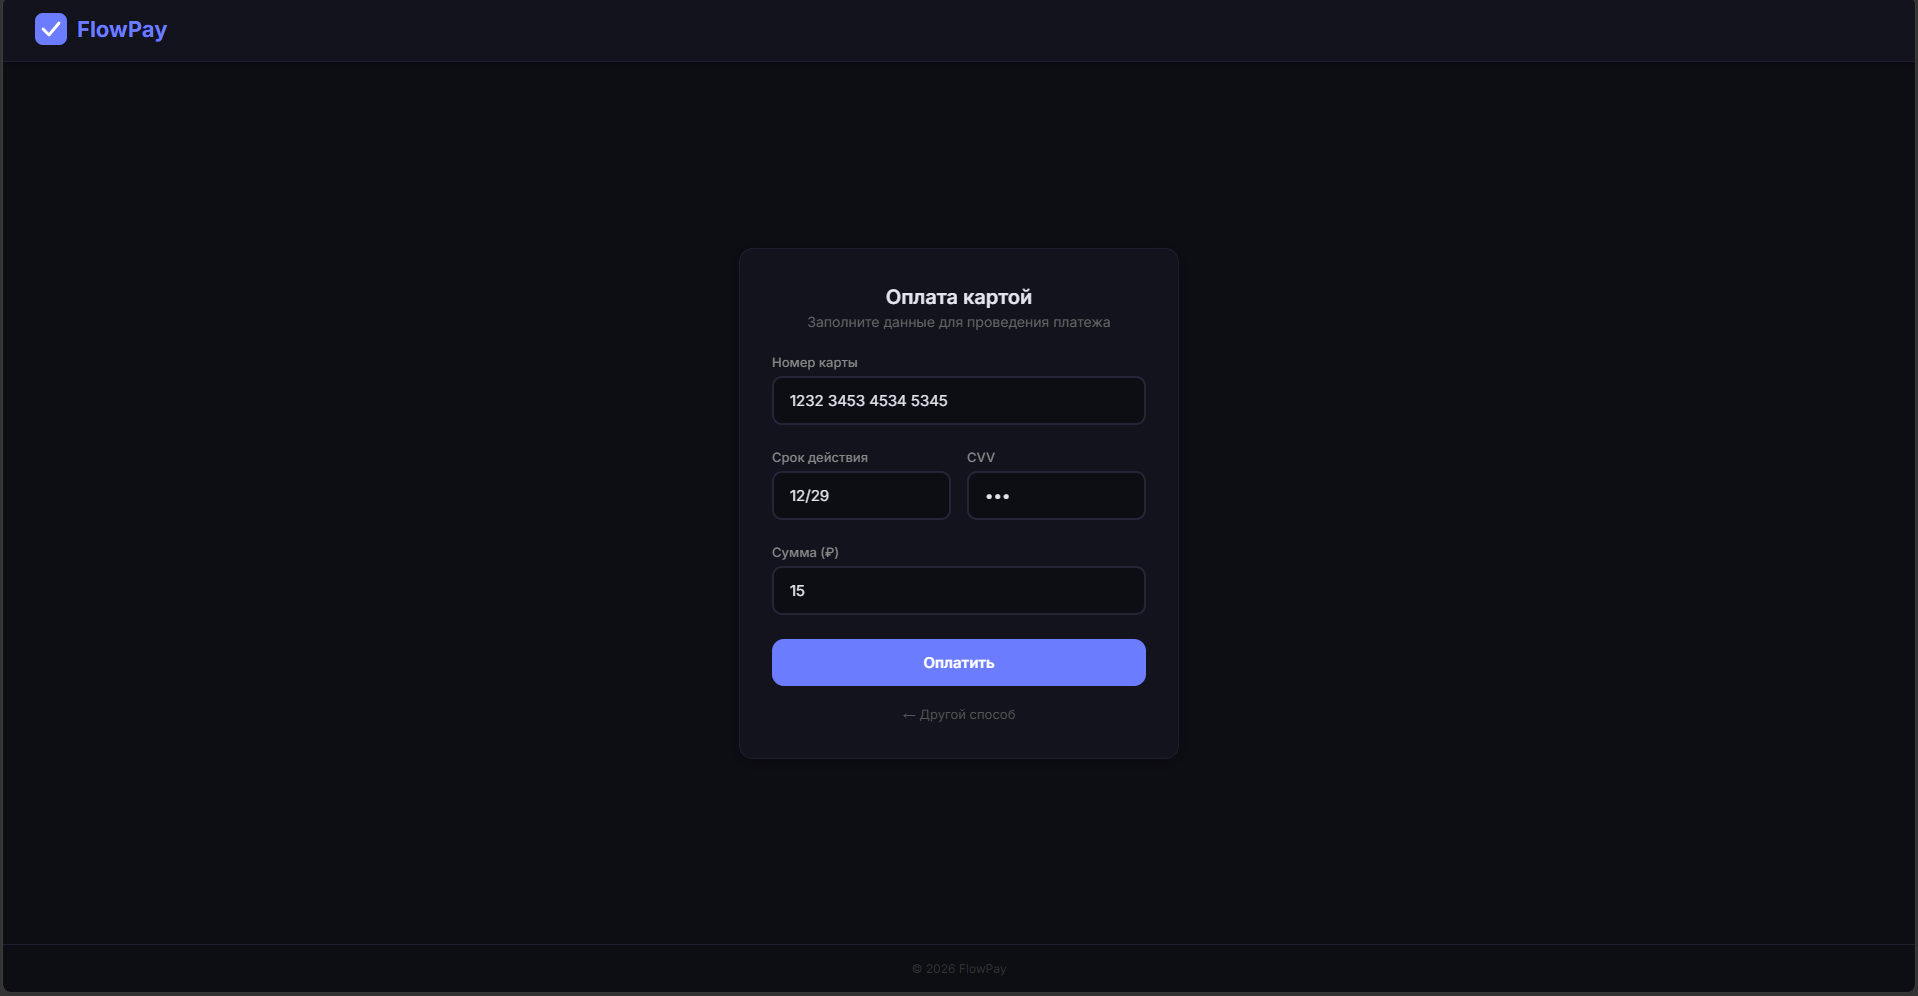 FlowPay
Оплата картой
Заполните данные для проведения платежа
Номер карты
1232 3453 4534 5345
Срок действия
CVV
12/29
•••
Сумма (₽)
15
Оплатить
← Другой способ
© 2026 FlowPay